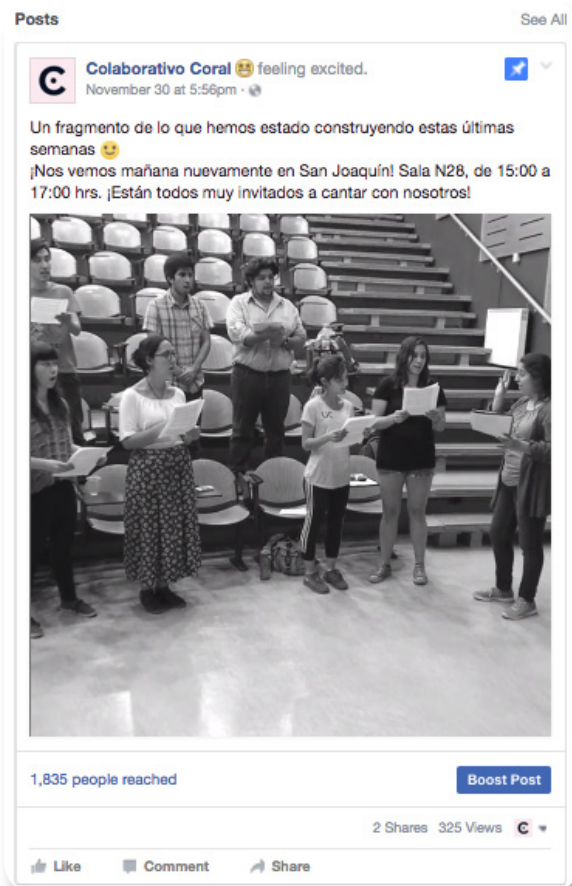 Posts
See All
Colaborativo Coral 😬 feeling excited.
November 30 at 5:56pm ·
Un fragmento de lo que hemos estado construyendo estas últimas
semanas 😉
¡Nos vemos mañana nuevamente en San Joaquín! Sala N28, de 15:00 a
17:00 hrs. ¡Están todos muy invitados a cantar con nosotros!
UC
1,835 people reached
Boost Post
2 Shares 325 Views
Like Comment Share